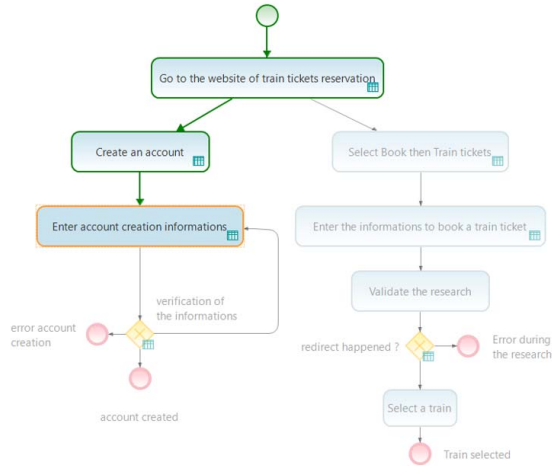 Go to the website of train tickets reservation
Create an account
Select Book then Train tickets
Enter account creation informations
Enter the informations to book a train ticket
Validate the research
verification of
the informations
error account
creation
redirect happened ?
Error during
the research
account created
Select a train
Train selected